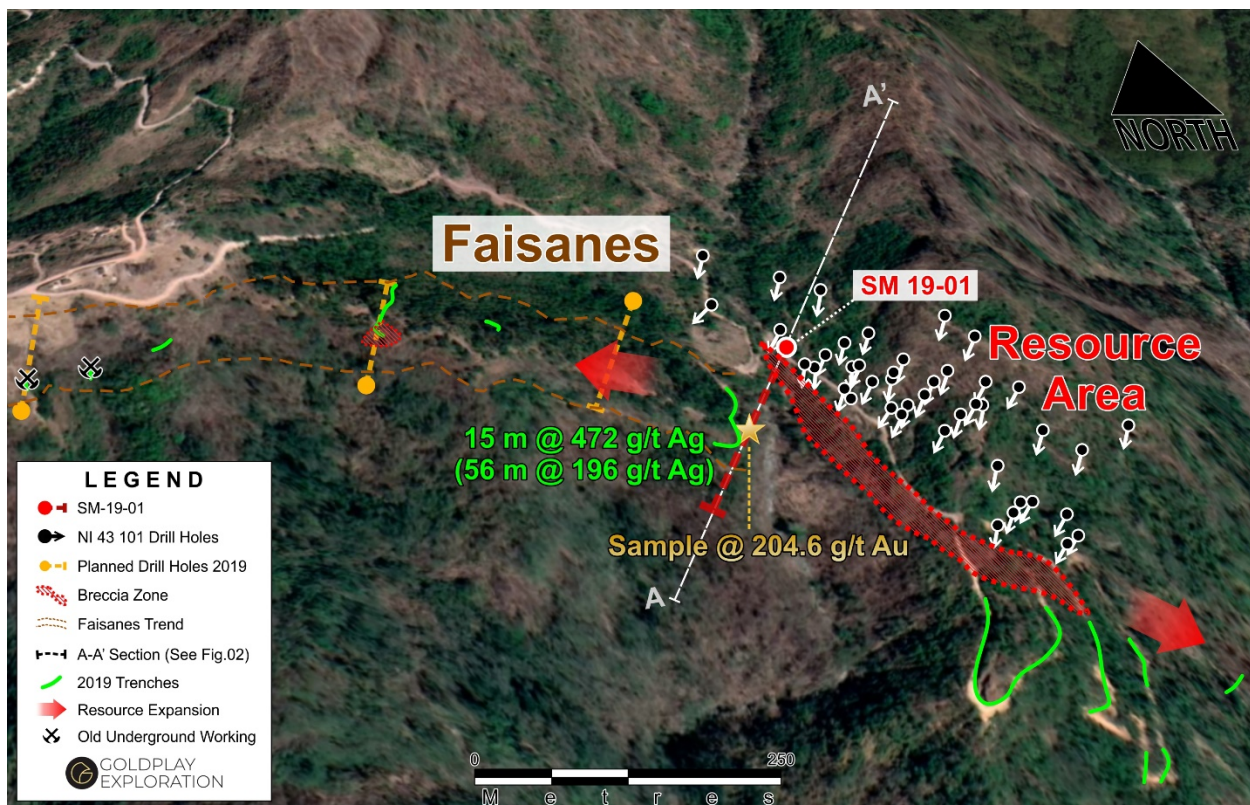 A'
NORTH
Faisanes
SM 19-01
Resource
Area
15 m @ 472 g/t Ag
(56 m @ 196 g/t Ag)
Sample @ 204.6 g/t Au
A
LEGEND
SM-19-01
NI 43 101 Drill Holes
Planned Drill Holes 2019
Breccia Zone
Faisanes Trend
A-A' Section (See Fig.02)
2019 Trenches
Resource Expansion
Old Underground Working
GOLDPLAY
EXPLORATION
0 250
Metres